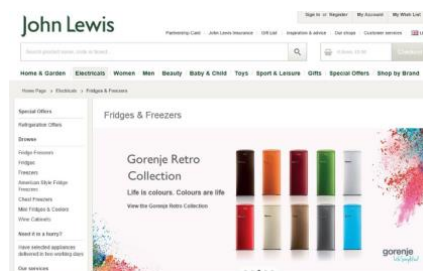 John Lewis
Sign in or Register My Account My Wish List
Partnership Card John Lewis Insurance Gift List Inspiration & advice Our shops Customer services
Home & Garden Electricals Women Men Beauty Baby & Child Toys Sport & Leisure Gifts Special Offers Shop by Brand
Home Page > Electricals > Fridges & Freezers
Special Offers
Refrigeration Offers
Browse
Fridge Freezers
Fridges
Freezers
American Style Fridge
Freezers
Chest Freezers
Mini Fridges & Coolers
Wine Cabinets
Need it in a hurry?
Have selected appliances
delivered in two working days
Our services
Fridges & Freezers
Gorenje Retro
Collection
Life is colours. Colours are life
View the Gorenje Retro Collection
gorenje